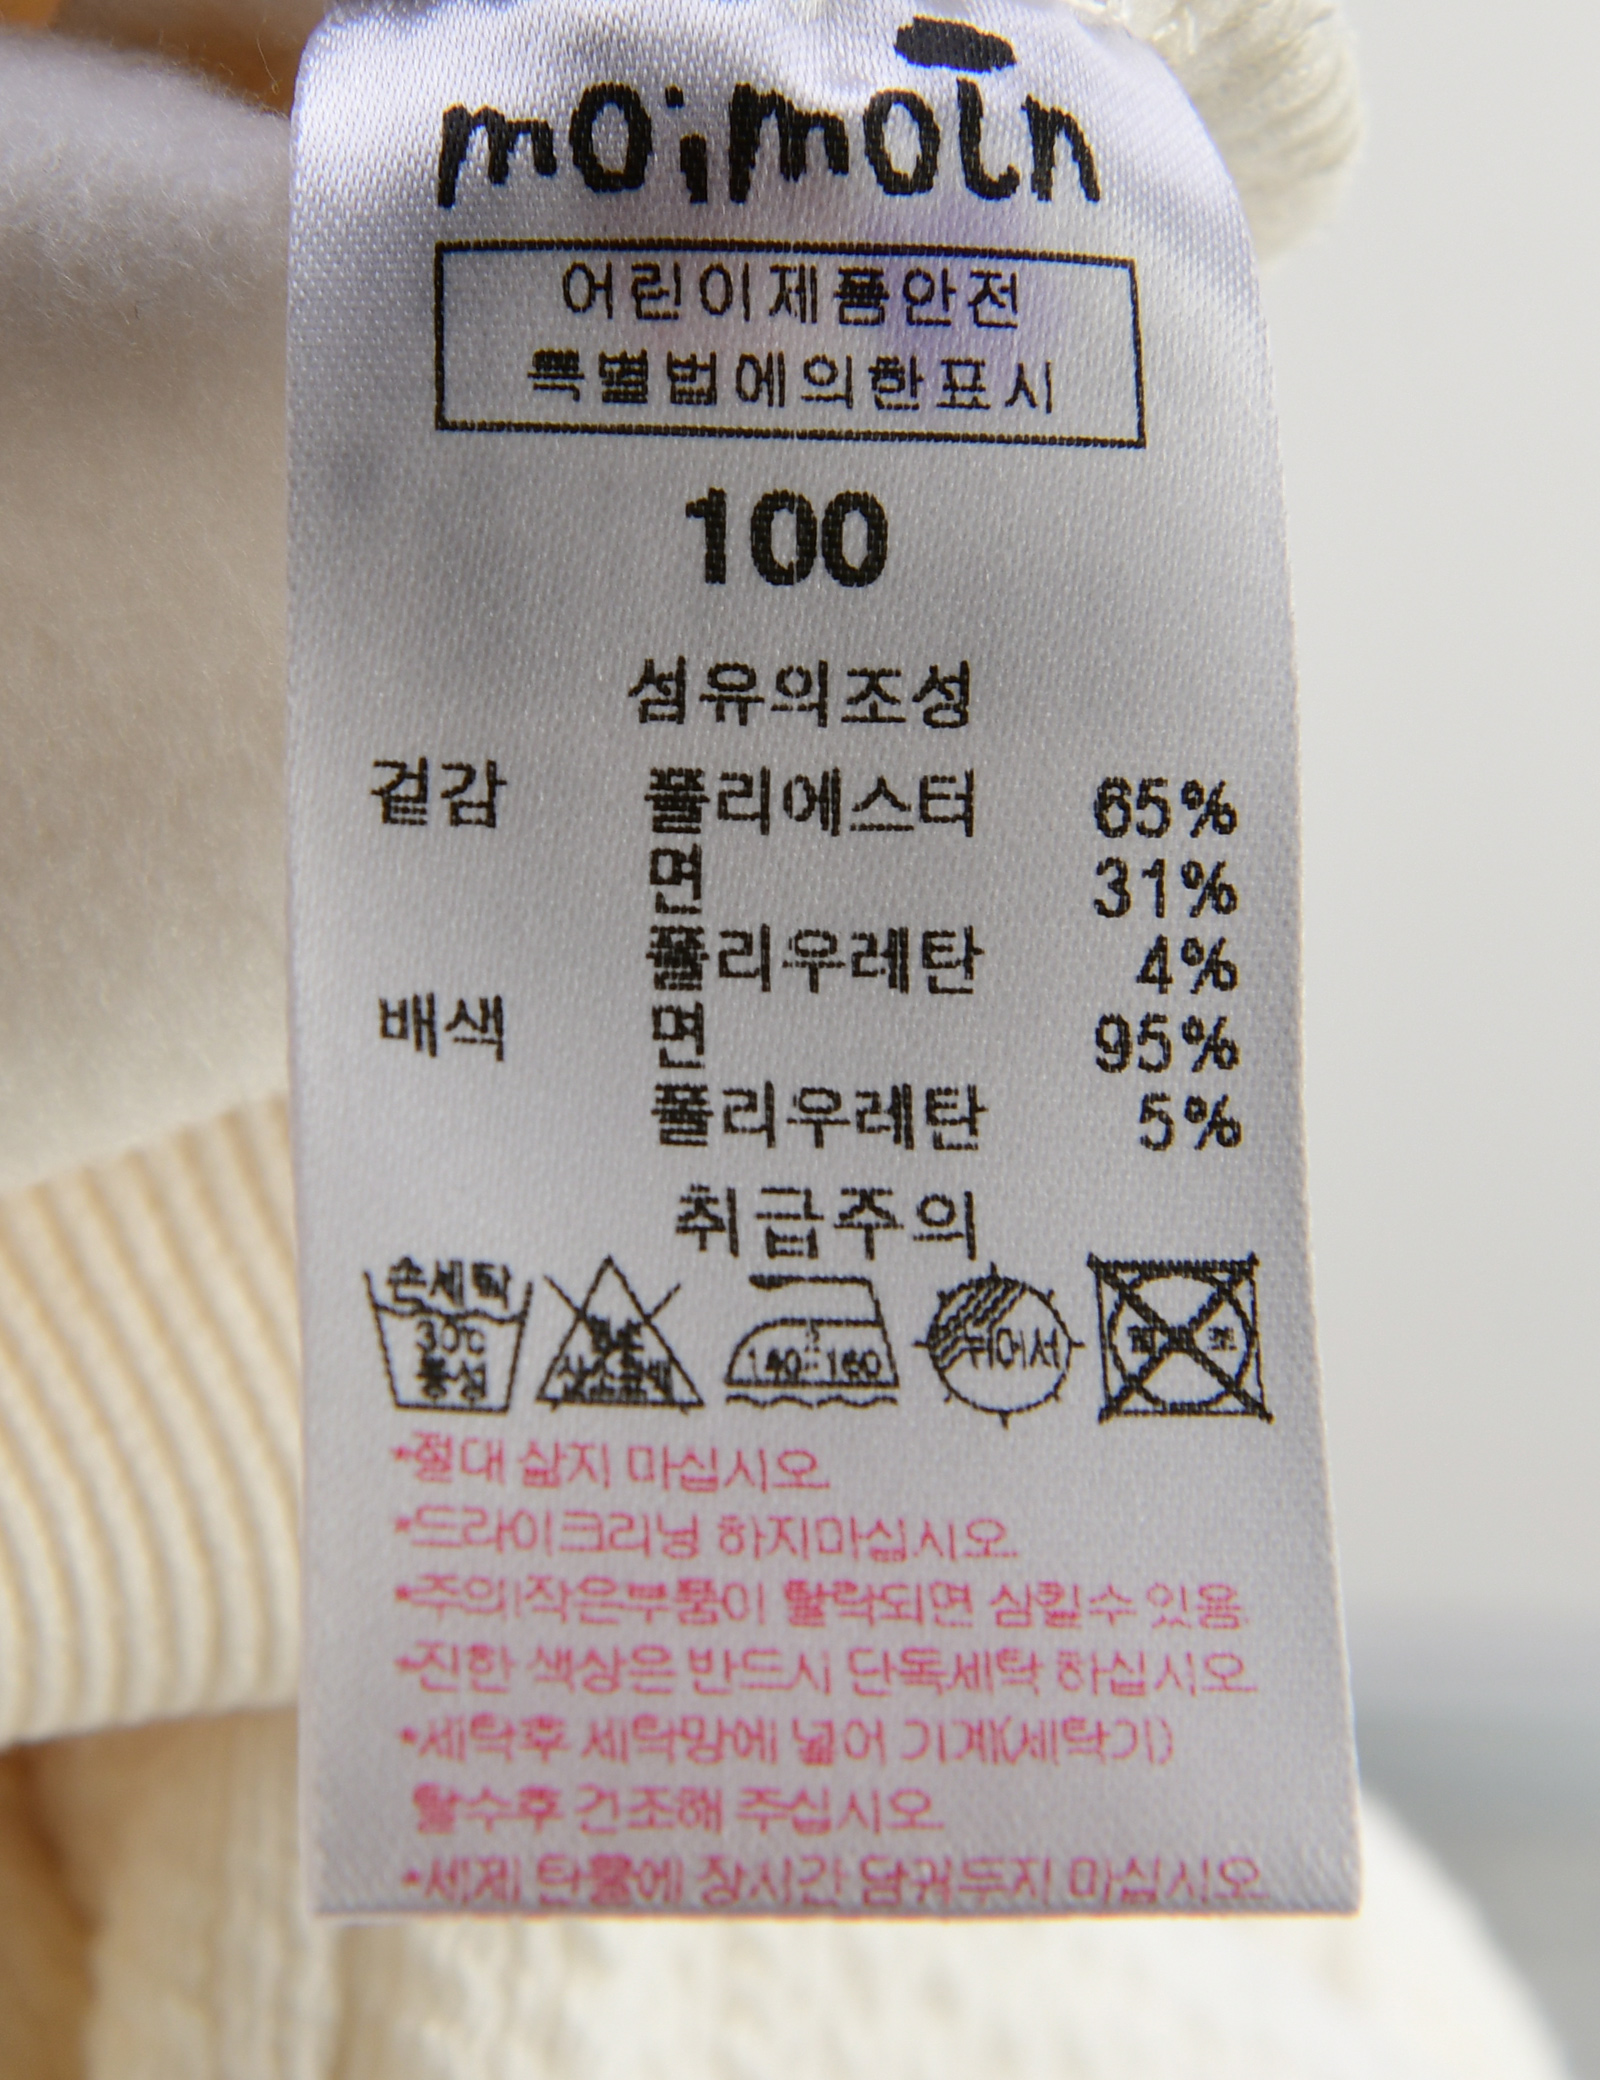 moimoln
어린이제품안전
특별법에의한표시
100
섬유의조성
겉감 폴리에스터 65%
면 31%
폴리우레탄 4%
배색 면 95%
폴리우레탄 5%
취급주의
손세탁
30℃
중성
염소
산소표백
140~160
뉘어서
*절대 삶지 마십시오.
*드라이크리닝 하지마십시오.
*주의!작은부품이 탈락되면 삼킬수 있음.
*진한 색상은 반드시 단독세탁 하십시오.
*세탁후 세탁망에 넣어 기계(세탁기)
탈수후 건조해 주십시오.
*세제 탄물에 장시간 담궈두지 마십시오.